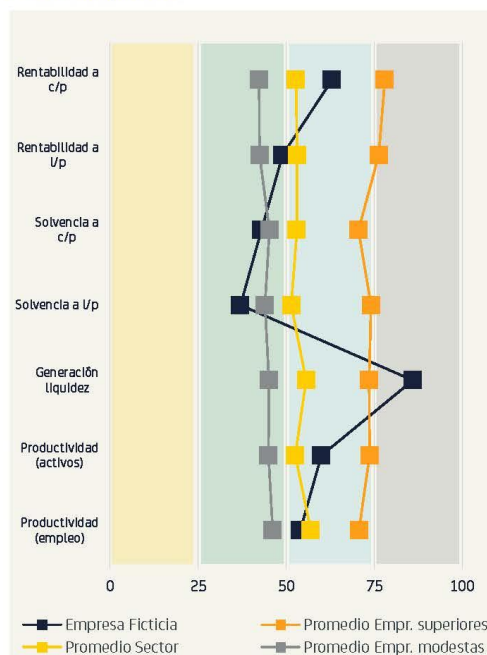 Rentabilidad a
c/p
Rentabilidad a
l/p
Solvencia a
c/p
Solvencia a l/p
Generación
liquidez
Productividad
(activos)
Productividad
(empleo)
0 25 50 75 100
Empresa Ficticia
Promedio Empr. superiores
Promedio Sector
Promedio Empr. modestas